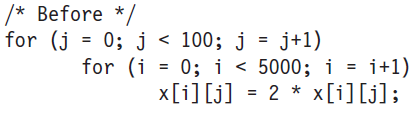 /* Before */
for (j = 0; j < 100; j = j+1)
for (i = 0; i < 5000; i = i+1)
x[i][j] = 2 * x[i][j];